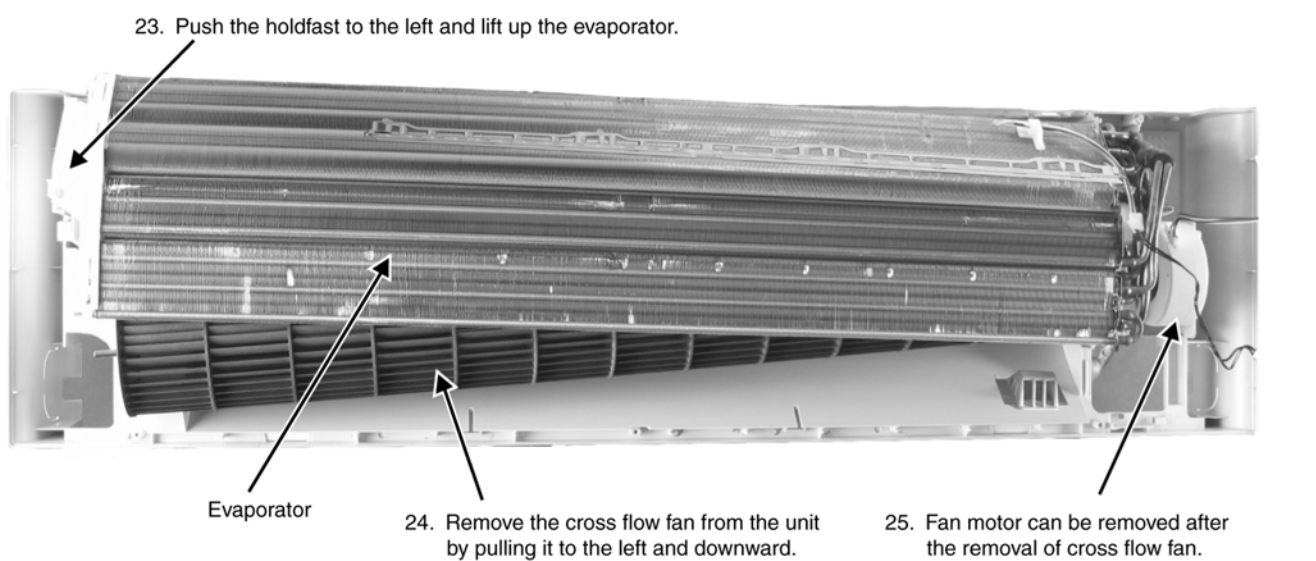 23. Push the holdfast to the left and lift up the evaporator.
Evaporator
24. Remove the cross flow fan from the unit
by pulling it to the left and downward.
25. Fan motor can be removed after
the removal of cross flow fan.